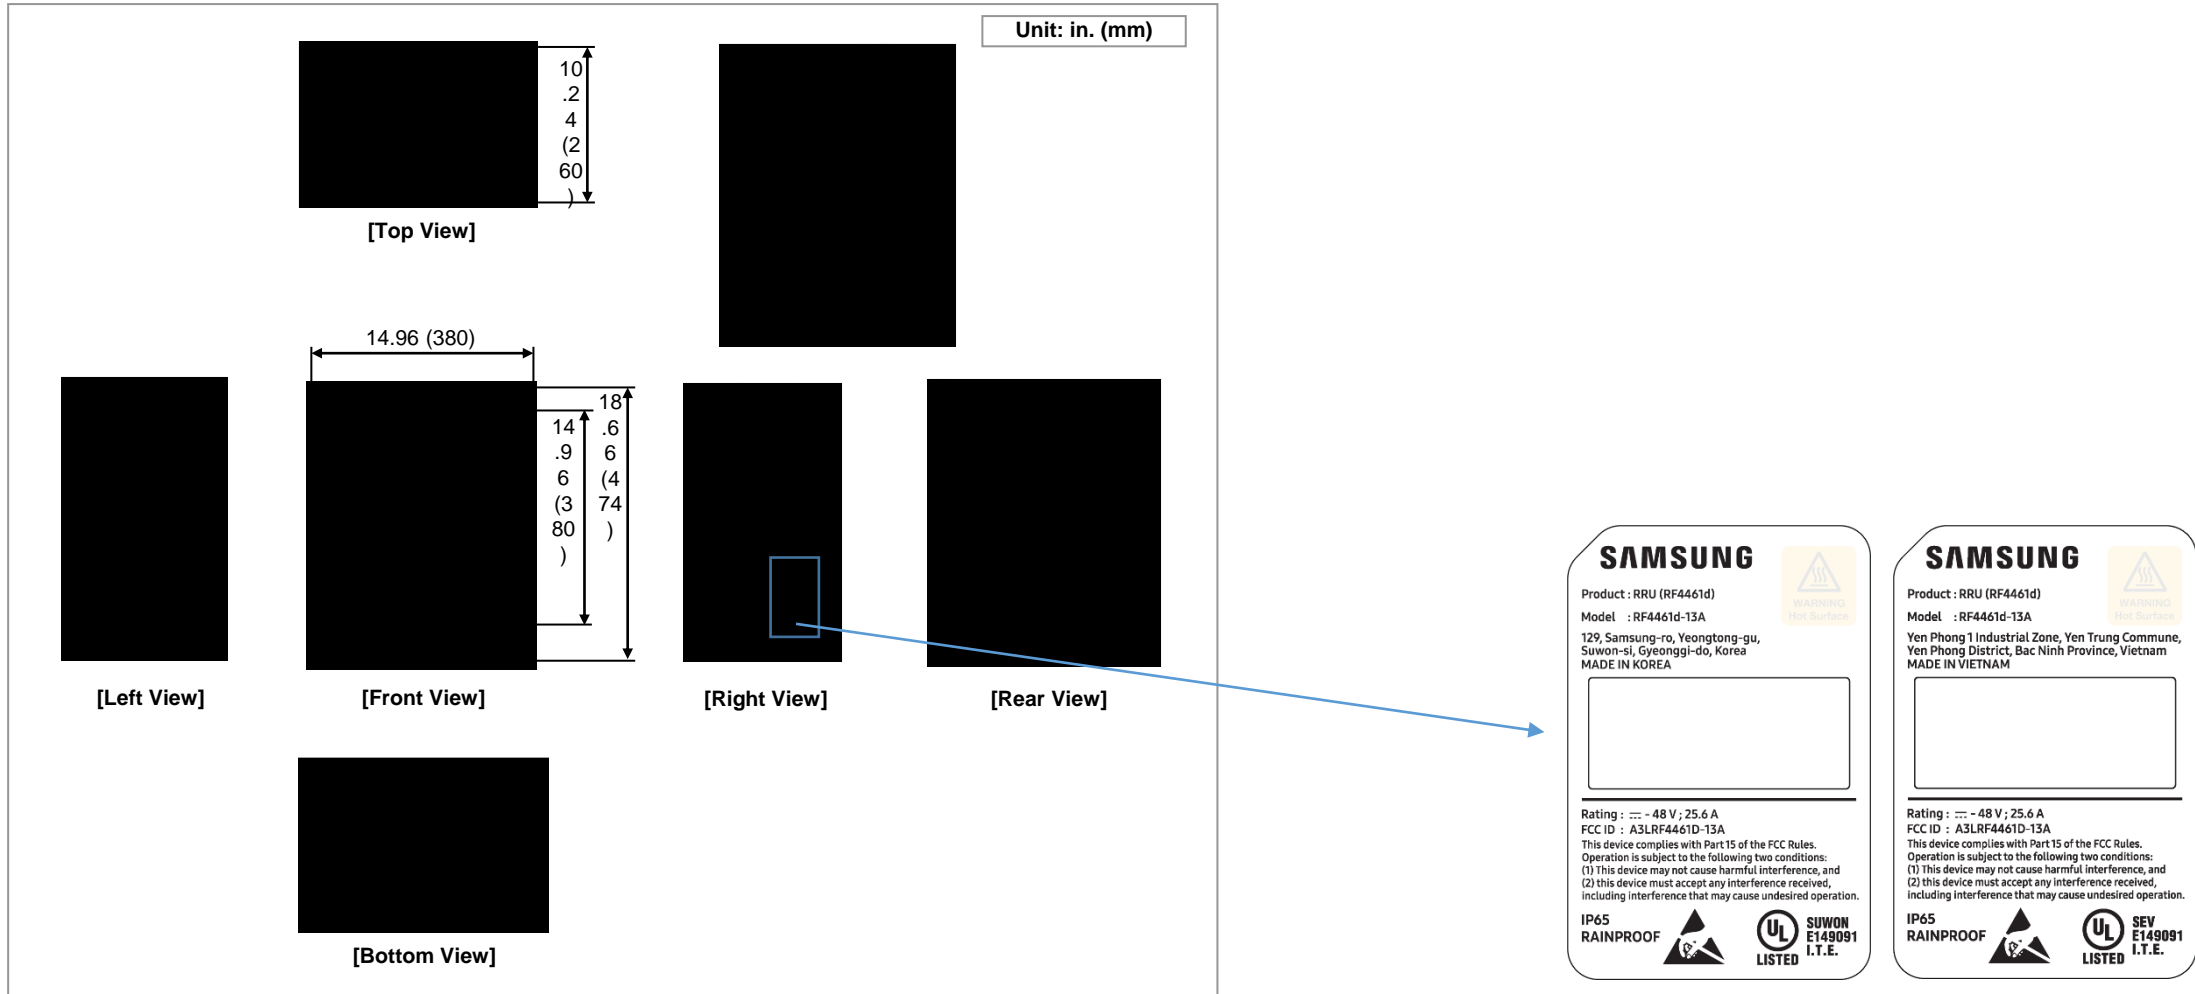 Unit: in. (mm)
10
.2
4
(2
60
)
[Top View]
14.96 (380)
14
.9
6
(3
80
)
18
.6
6
(4
74
)
[Left View]
[Front View]
[Right View]
[Rear View]
[Bottom View]
SAMSUNG
WARNING
Hot Surface
Product : RRU (RF4461d)
Model : RF4461d-13A
129, Samsung-ro, Yeongtong-gu,
Suwon-si, Gyeonggi-do, Korea
MADE IN KOREA
Rating : ⎓ - 48 V ; 25.6 A
FCC ID : A3LRF4461D-13A
This device complies with Part 15 of the FCC Rules.
Operation is subject to the following two conditions:
(1) This device may not cause harmful interference, and
(2) this device must accept any interference received,
including interference that may cause undesired operation.
IP65
RAINPROOF
UL
LISTED
SUWON
E149091
I.T.E.
SAMSUNG
WARNING
Hot Surface
Product : RRU (RF4461d)
Model : RF4461d-13A
Yen Phong 1 Industrial Zone, Yen Trung Commune,
Yen Phong District, Bac Ninh Province, Vietnam
MADE IN VIETNAM
Rating : ⎓ - 48 V ; 25.6 A
FCC ID : A3LRF4461D-13A
This device complies with Part 15 of the FCC Rules.
Operation is subject to the following two conditions:
(1) This device may not cause harmful interference, and
(2) this device must accept any interference received,
including interference that may cause undesired operation.
IP65
RAINPROOF
UL
LISTED
SEV
E149091
I.T.E.